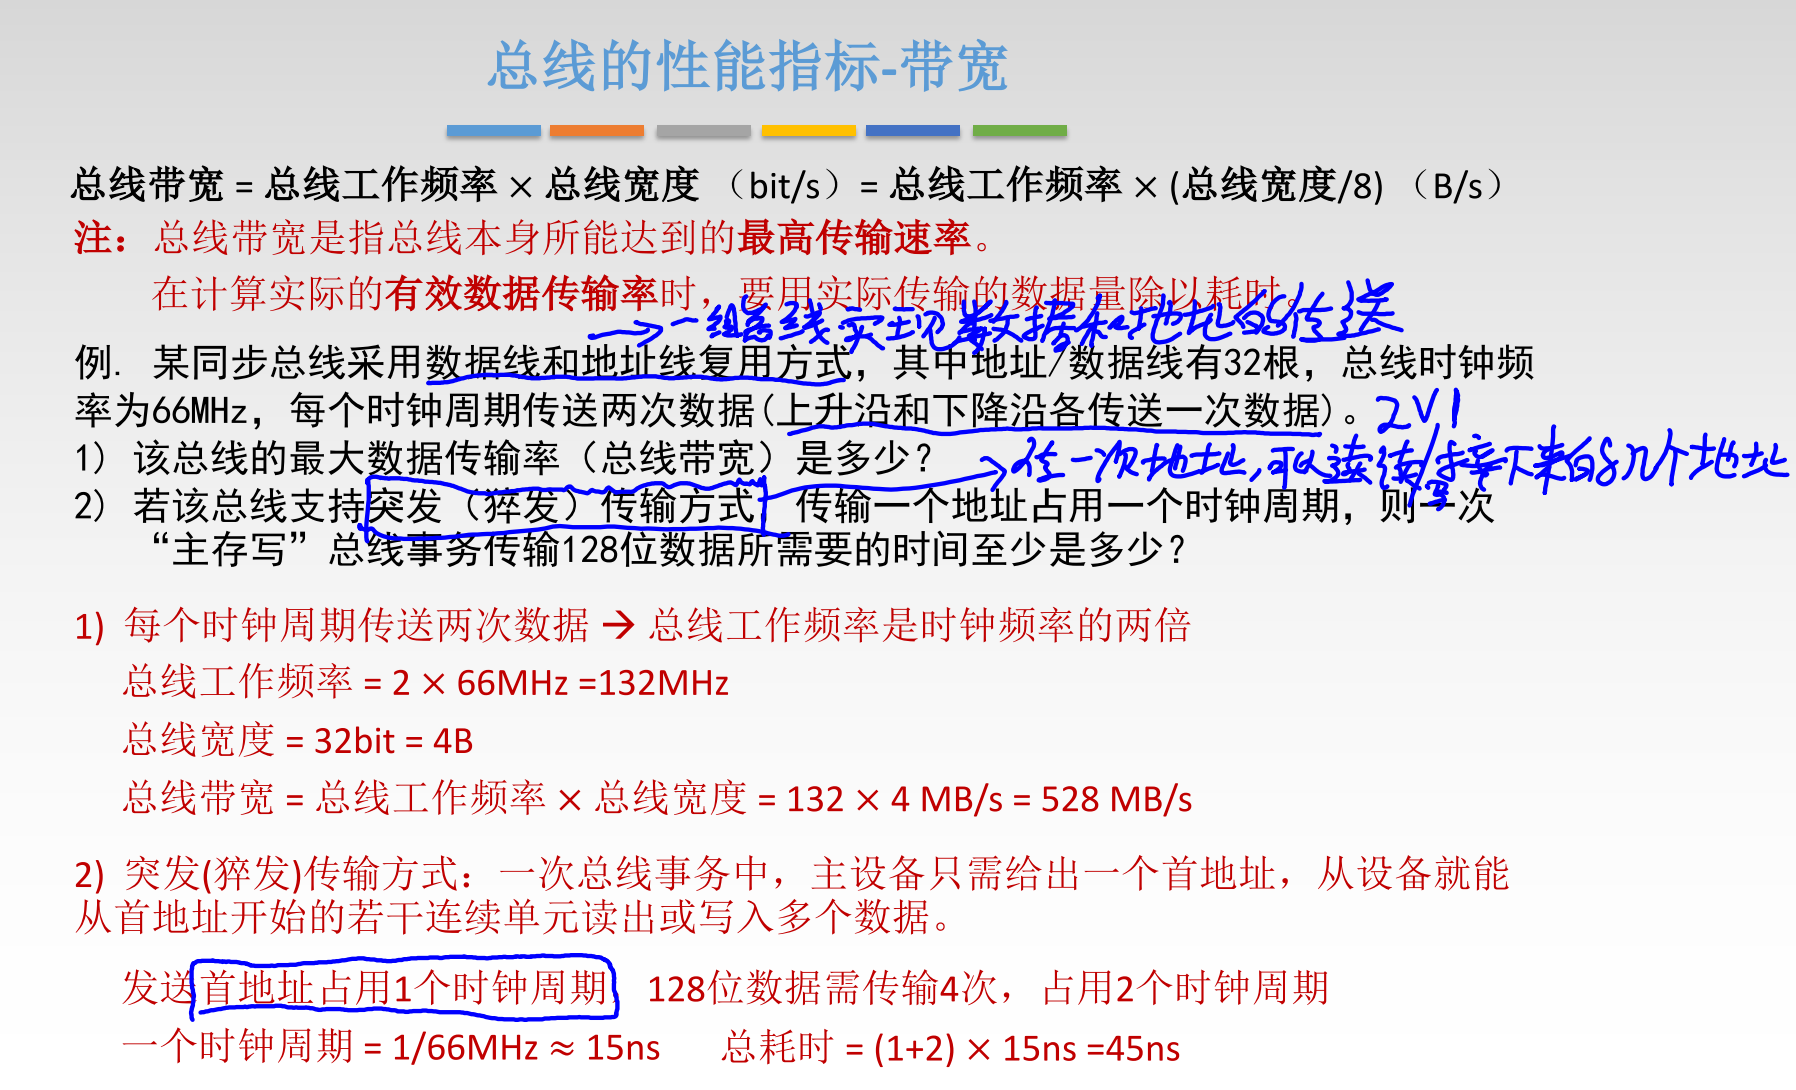 总线的性能指标-带宽
总线带宽 = 总线工作频率 × 总线宽度 （bit/s）= 总线工作频率 × (总线宽度/8) （B/s）
注：总线带宽是指总线本身所能达到的最高传输速率。
在计算实际的有效数据传输率时，要用实际传输的数据量除以耗时。
→一组总线实现数据和地址的传送
例. 某同步总线采用数据线和地址线复用方式，其中地址/数据线有32根，总线时钟频
率为66MHz，每个时钟周期传送两次数据(上升沿和下降沿各传送一次数据)。
1) 该总线的最大数据传输率（总线带宽）是多少？
→传一次地址,可以读续/写接下来的几个地址
2) 若该总线支持突发（猝发）传输方式，传输一个地址占用一个时钟周期，则一次
“主存写”总线事务传输128位数据所需要的时间至少是多少？
1) 每个时钟周期传送两次数据 → 总线工作频率是时钟频率的两倍
总线工作频率 = 2 × 66MHz =132MHz
总线宽度 = 32bit = 4B
总线带宽 = 总线工作频率 × 总线宽度 = 132 × 4 MB/s = 528 MB/s
2) 突发(猝发)传输方式：一次总线事务中，主设备只需给出一个首地址，从设备就能
从首地址开始的若干连续单元读出或写入多个数据。
发送首地址占用1个时钟周期 128位数据需传输4次，占用2个时钟周期
一个时钟周期 = 1/66MHz ≈ 15ns 总耗时 = (1+2) × 15ns =45ns